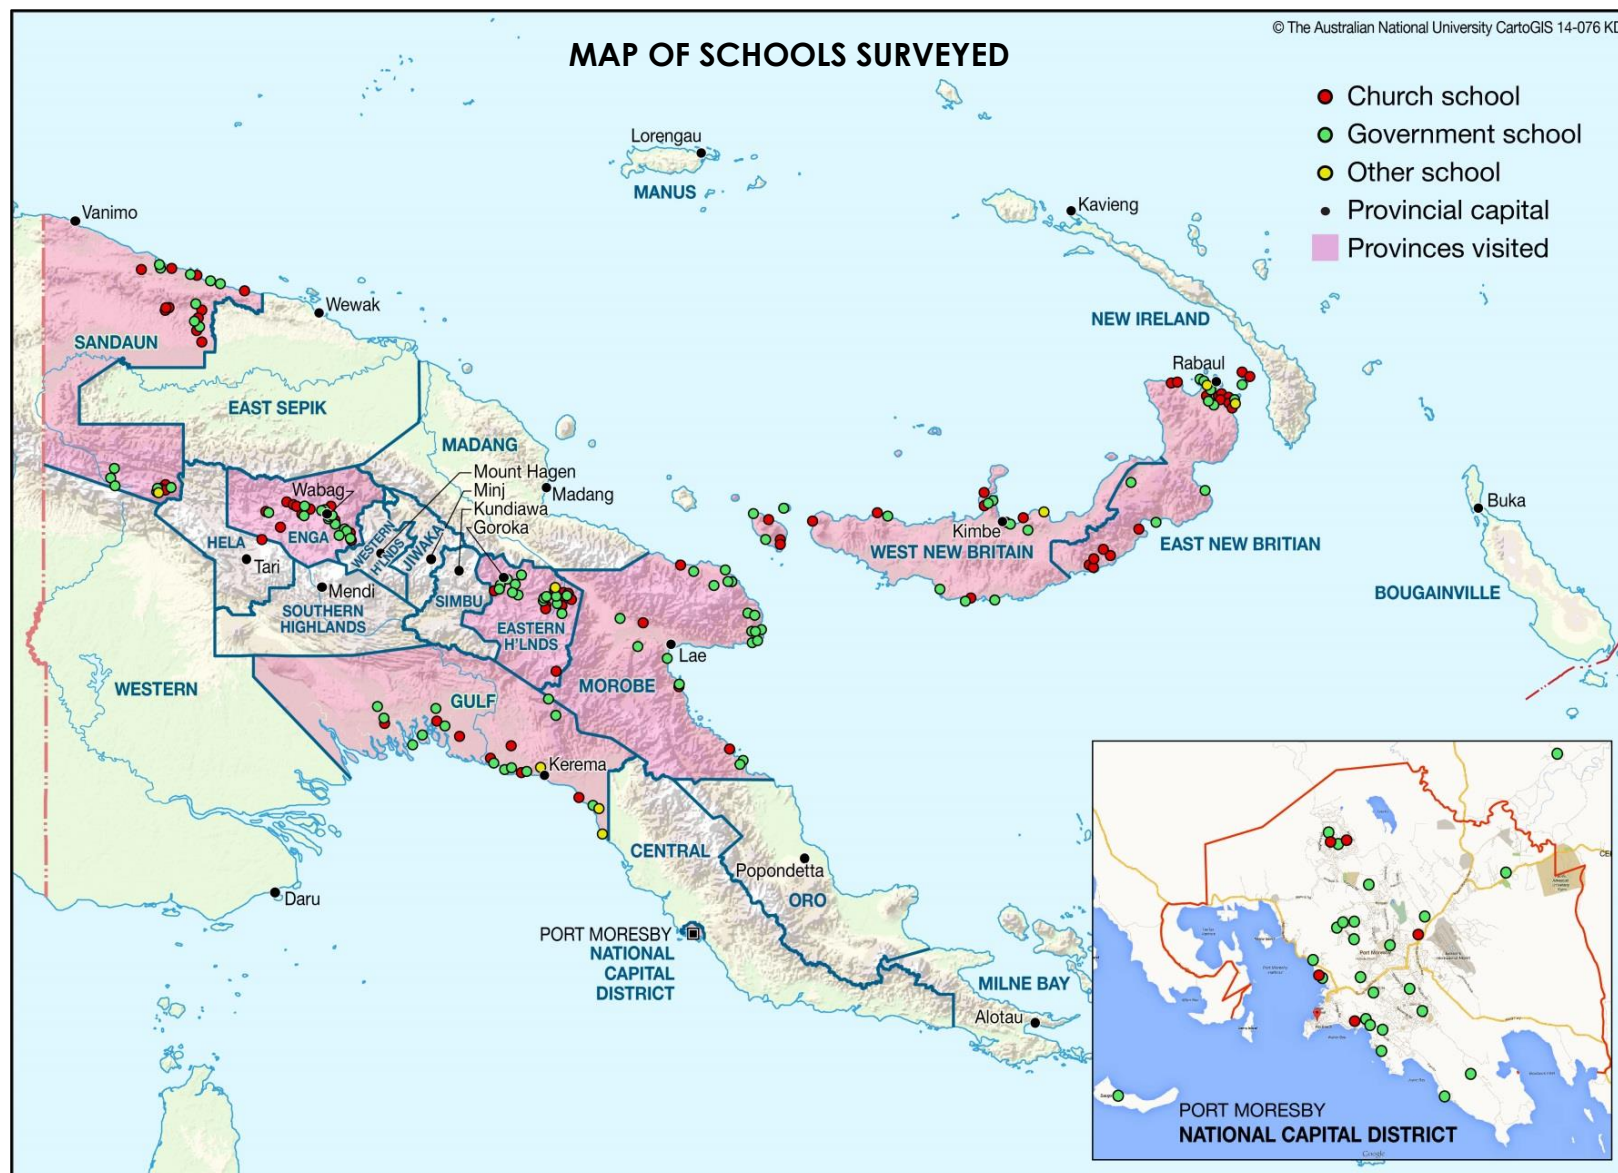 © The Australian National University CartoGIS 14-076 KD
MAP OF SCHOOLS SURVEYED
Church school
Government school
Other school
Provincial capital
Provinces visited
Lorengau
MANUS
Vanimo
Kavieng
Wewak
NEW IRELAND
SANDAUN
Rabaul
EAST SEPIK
MADANG
Mount Hagen
Wabag
Minj
Madang
Kundiawa
Buka
Goroka
Kimbe
HELA
ENGA
WESTERN
H'LNDS
JIWAKA
WEST NEW BRITAIN
EAST NEW BRITIAN
Tari
Mendi
SIMBU
BOUGAINVILLE
SOUTHERN
HIGHLANDS
EASTERN
H'LNDS
Lae
WESTERN
GULF
MOROBE
Kerema
CENTRAL
Popondetta
ORO
Daru
PORT MORESBY
NATIONAL
CAPITAL
DISTRICT
MILNE BAY
Alotau
Port Moresby
PORT MORESBY
NATIONAL CAPITAL DISTRICT
Google